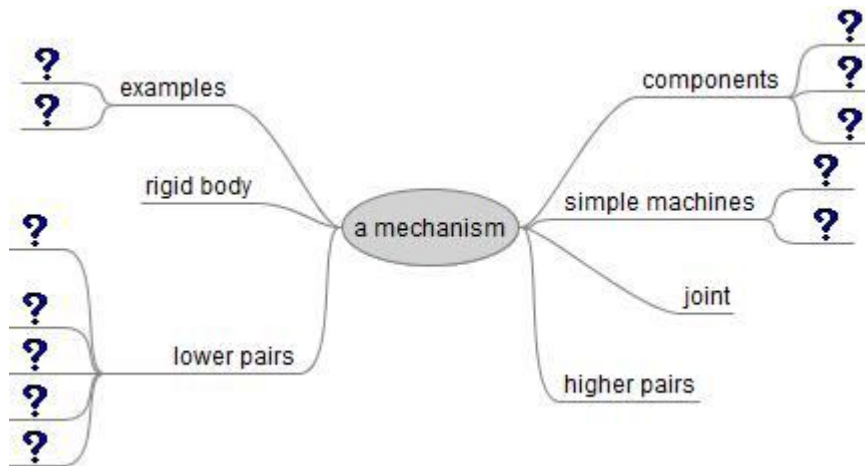 ?
?
examples
rigid body
?
?
?
?
?
lower pairs
a mechanism
components
?
?
?
simple machines
?
?
joint
higher pairs